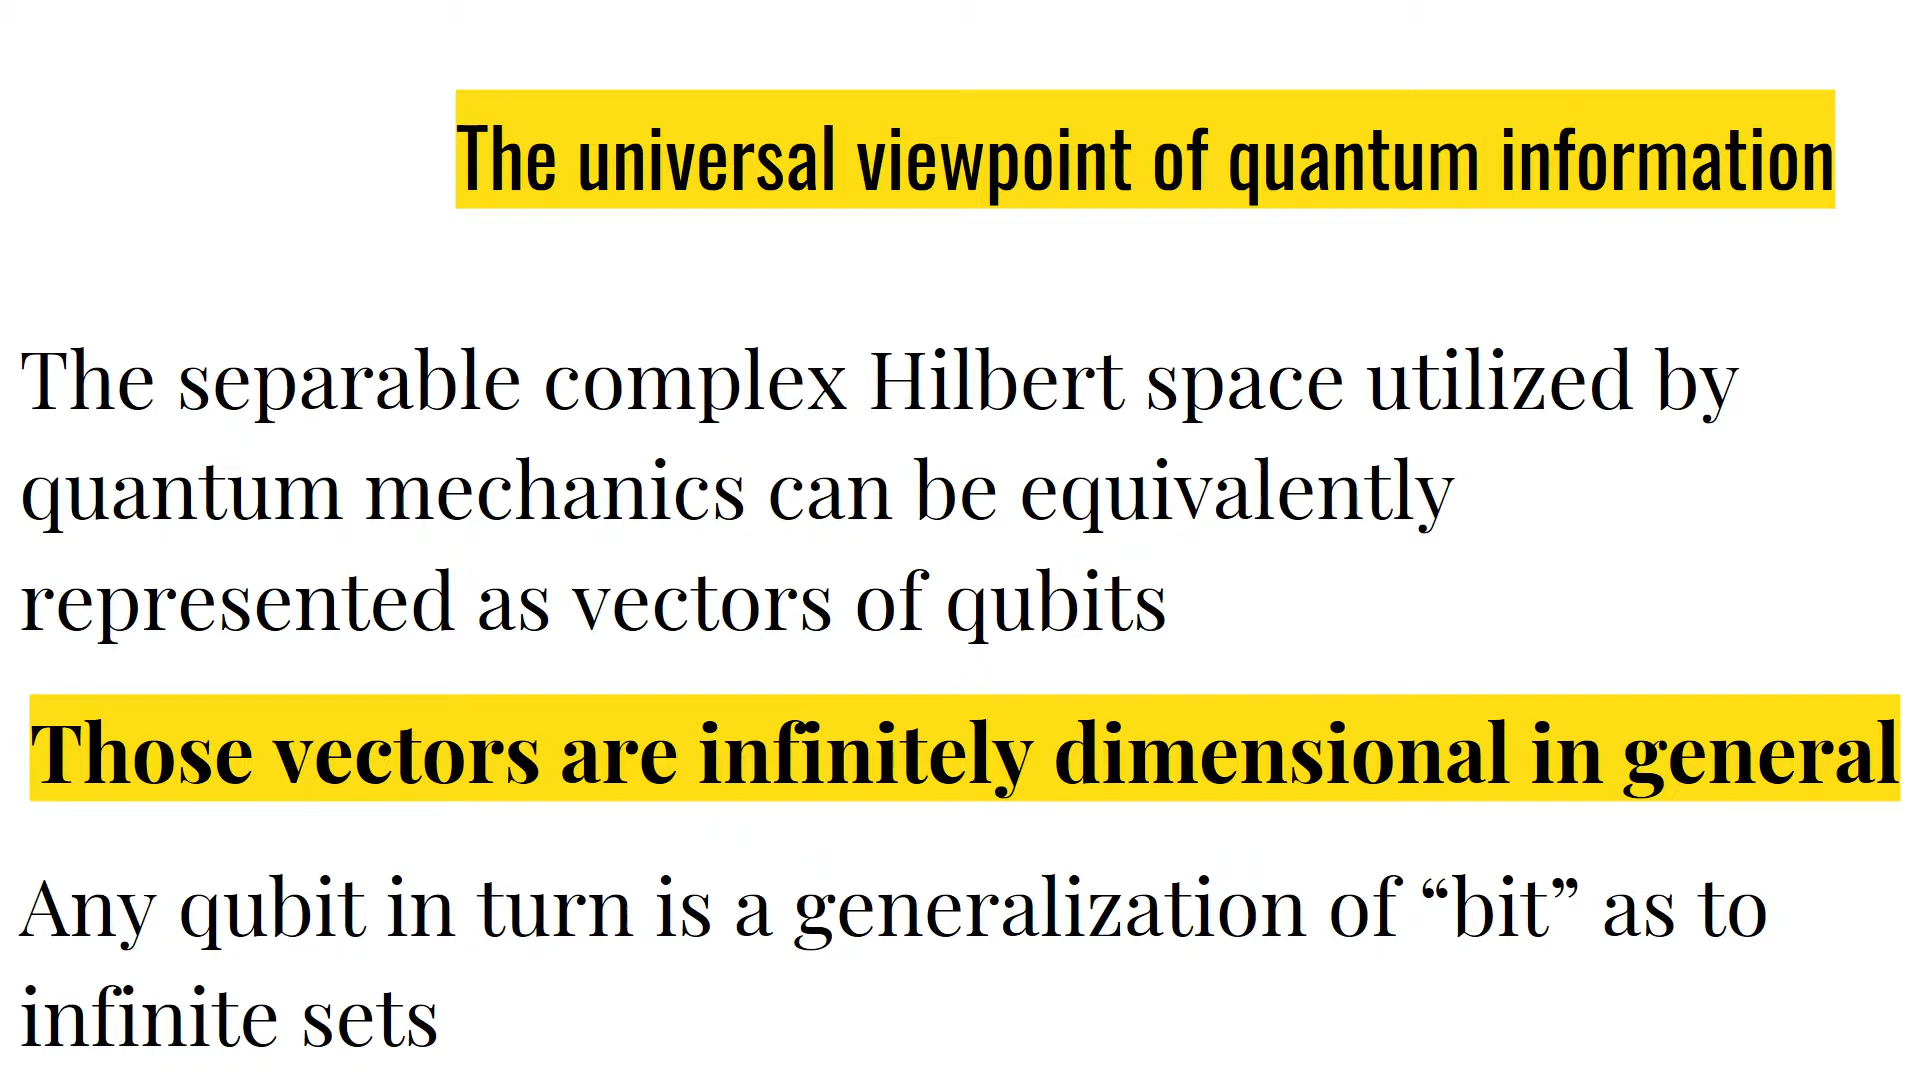 The universal viewpoint of quantum information
The separable complex Hilbert space utilized by
quantum mechanics can be equivalently
represented as vectors of qubits
Those vectors are infinitely dimensional in general
Any qubit in turn is a generalization of “bit” as to
infinite sets